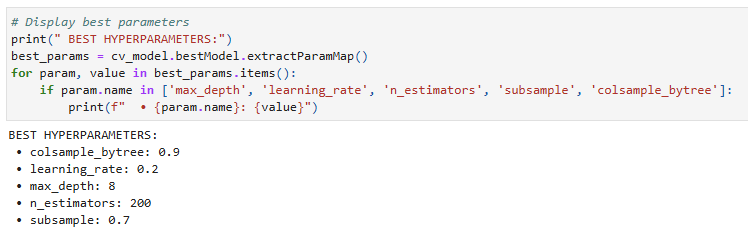 # Display best parameters
print(" BEST HYPERPARAMETERS:")
best_params = cv_model.bestModel.extractParamMap()
for param, value in best_params.items():
    if param.name in ['max_depth', 'learning_rate', 'n_estimators', 'subsample', 'colsample_bytree']:
        print(f"  • {param.name}: {value}")
BEST HYPERPARAMETERS:
 • colsample_bytree: 0.9
 • learning_rate: 0.2
 • max_depth: 8
 • n_estimators: 200
 • subsample: 0.7